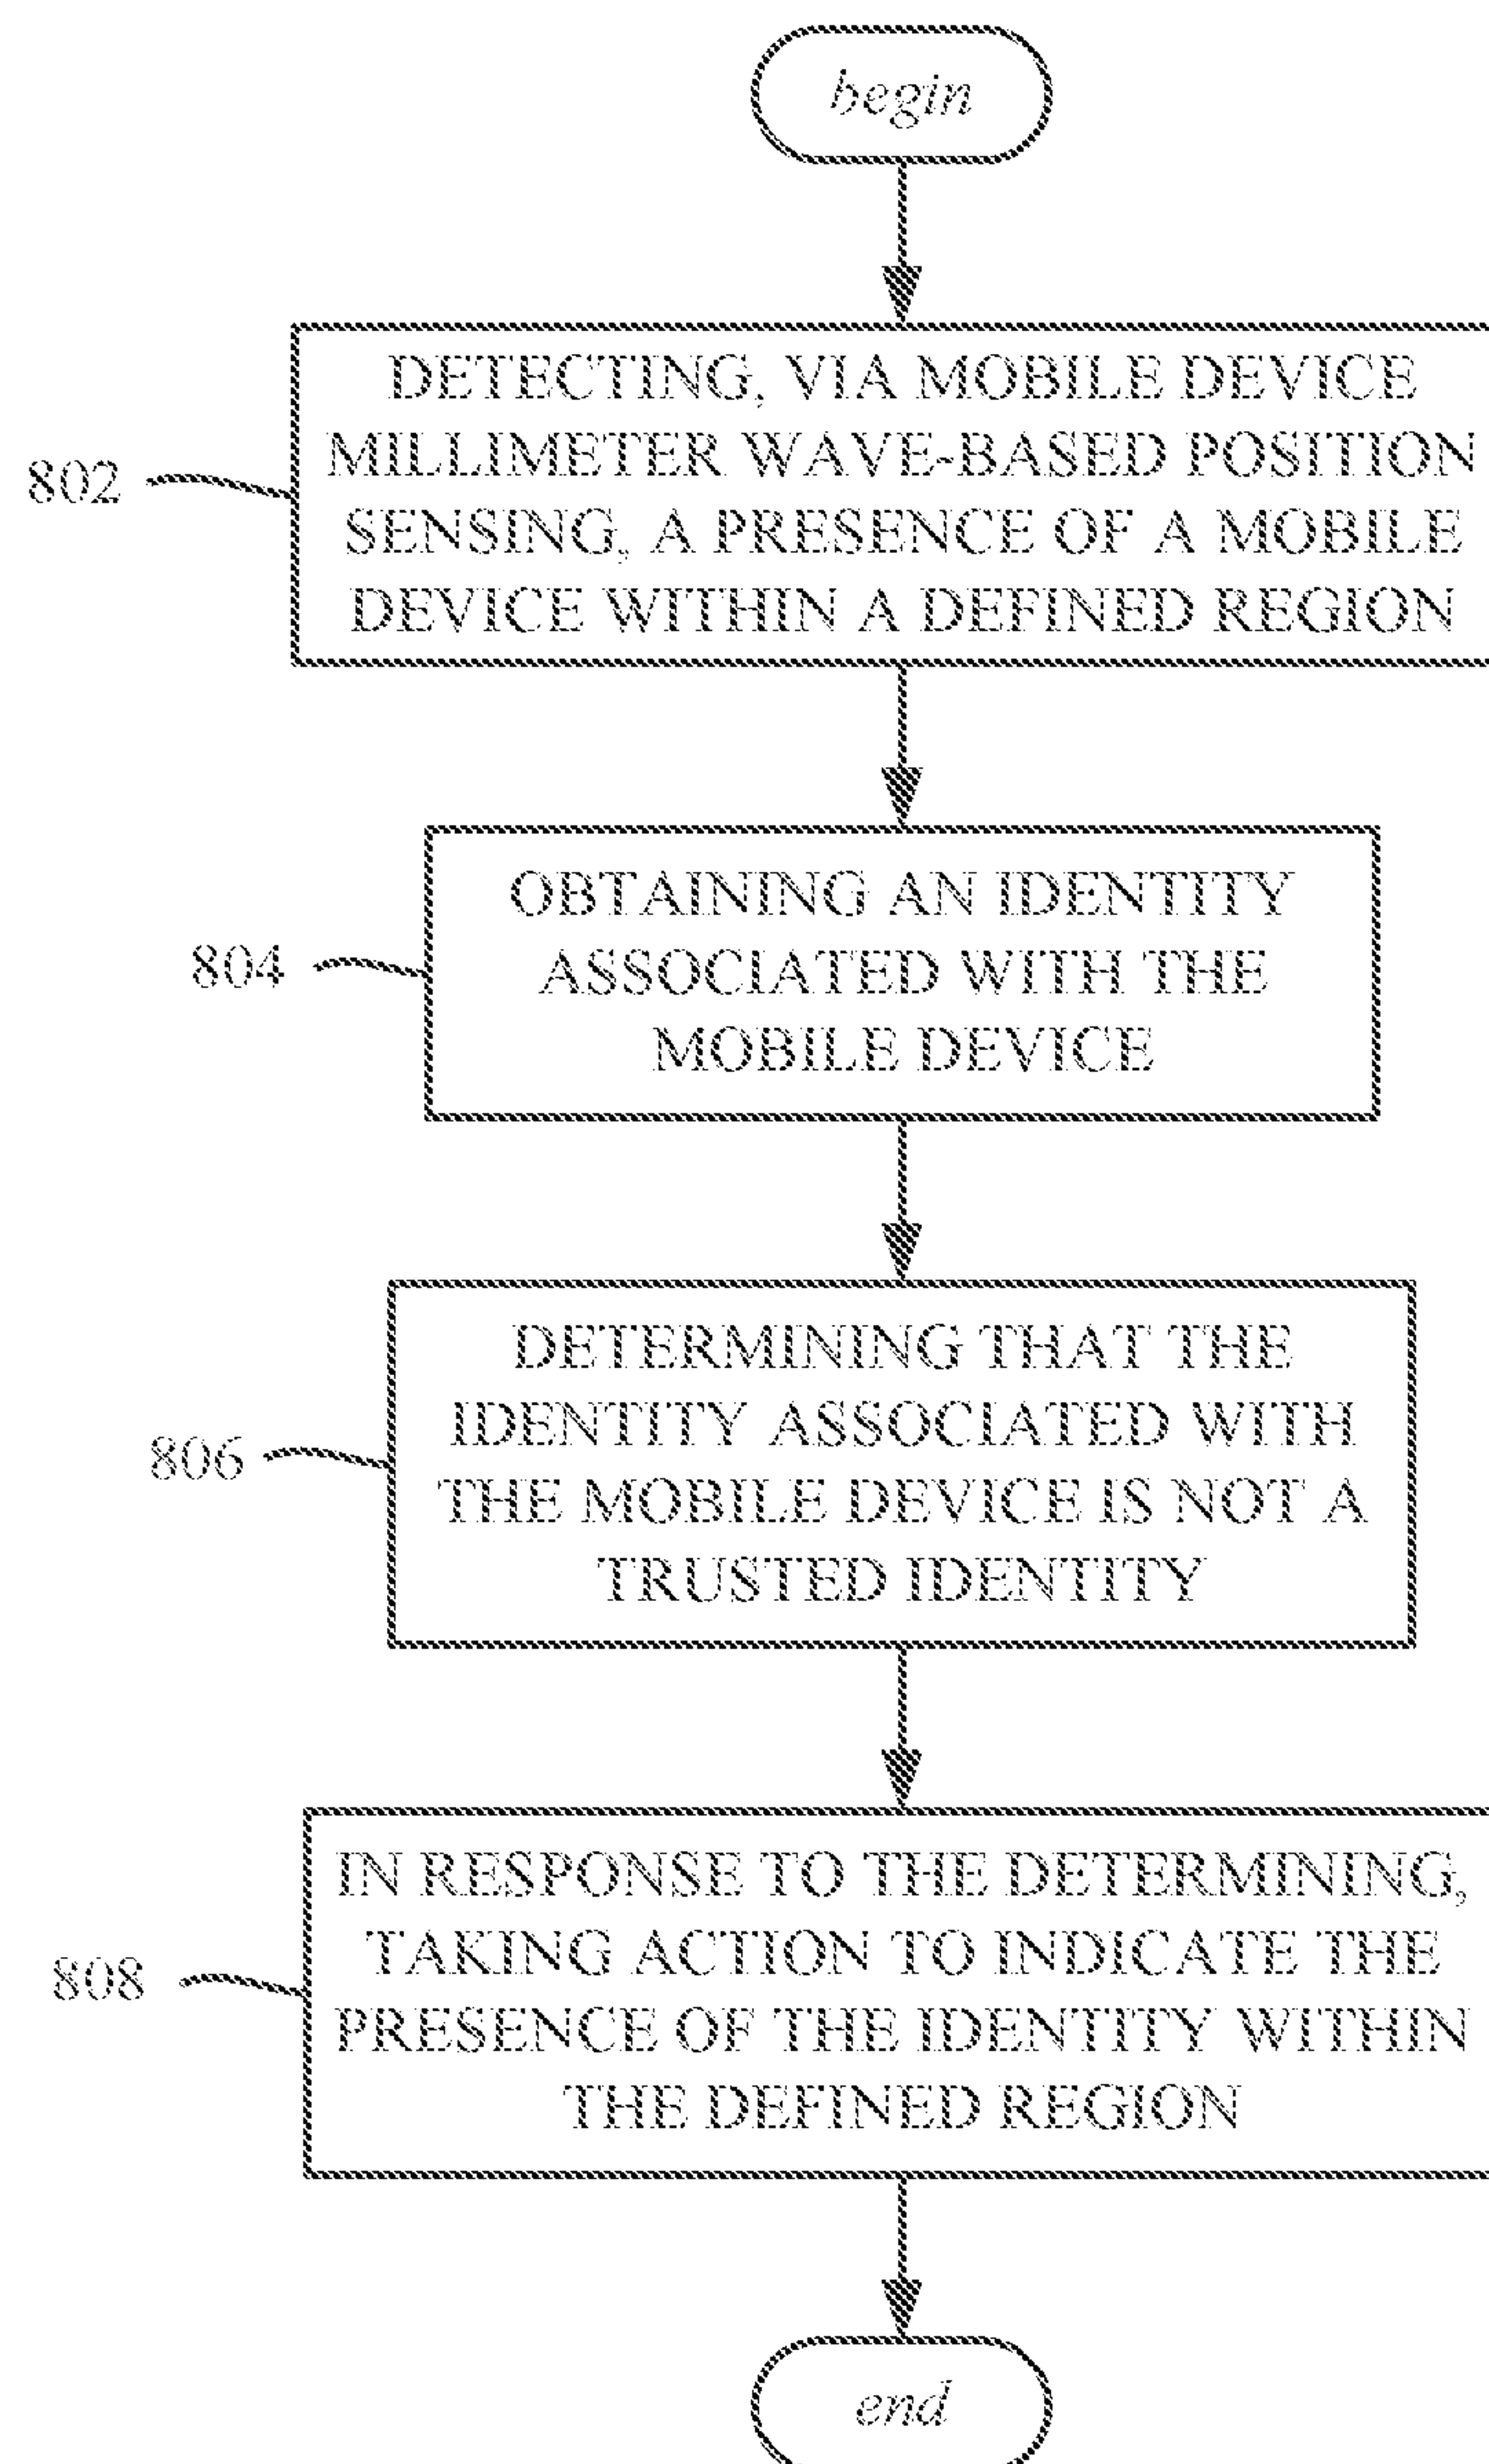 begin
DETECTING, VIA MOBILE DEVICE
MILLIMETER WAVE-BASED POSITION
SENSING, A PRESENCE OF A MOBILE
DEVICE WITHIN A DEFINED REGION
802
OBTAINING AN IDENTITY
ASSOCIATED WITH THE
MOBILE DEVICE
804
DETERMINING THAT THE
IDENTITY ASSOCIATED WITH
THE MOBILE DEVICE IS NOT A
TRUSTED IDENTITY
806
IN RESPONSE TO THE DETERMINING,
TAKING ACTION TO INDICATE THE
PRESENCE OF THE IDENTITY WITHIN
THE DEFINED REGION
808
end